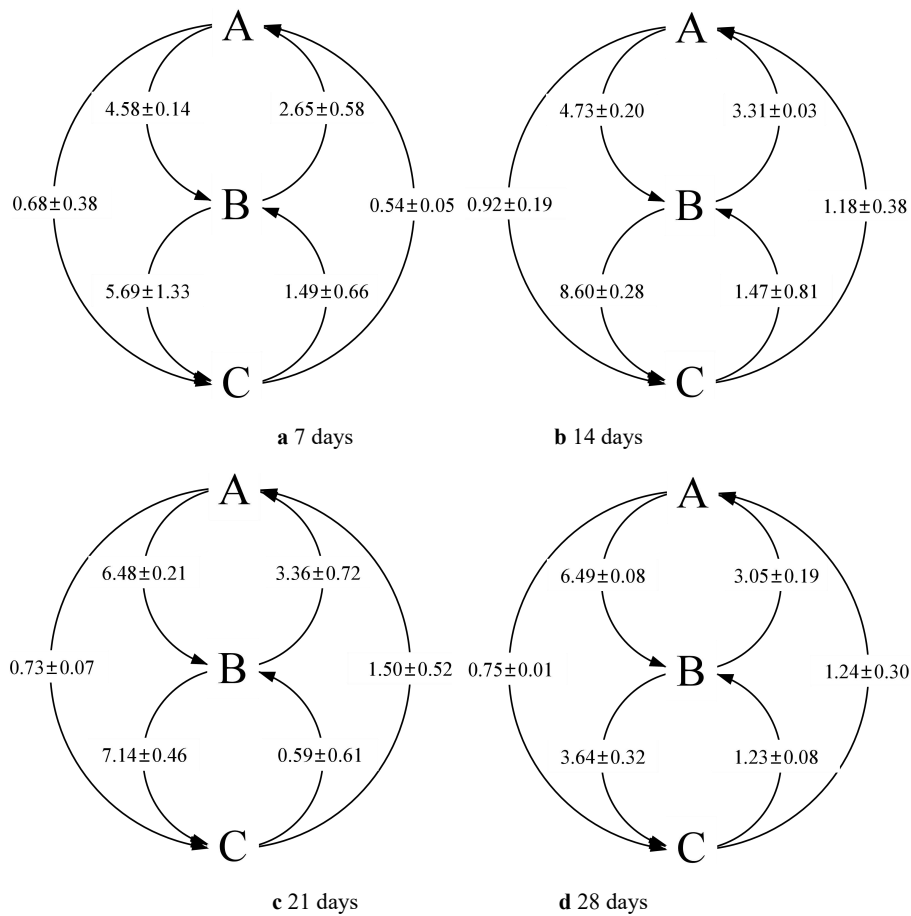 A
A
4.58±0.14
2.65±0.58
4.73±0.20
3.31±0.03
0.68±0.38
B
0.54±0.05
0.92±0.19
B
1.18±0.38
5.69±1.33
1.49±0.66
8.60±0.28
1.47±0.81
C
C
a 7 days
b 14 days
A
A
6.48±0.21
3.36±0.72
6.49±0.08
3.05±0.19
0.73±0.07
B
1.50±0.52
0.75±0.01
B
1.24±0.30
7.14±0.46
0.59±0.61
3.64±0.32
1.23±0.08
C
C
c 21 days
d 28 days